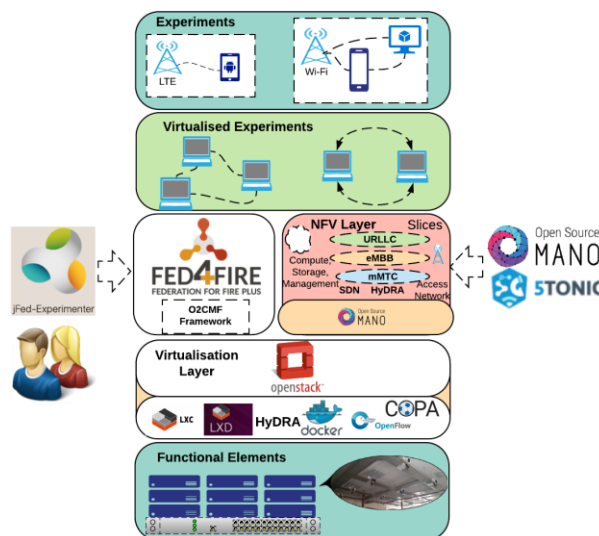 Experiments
LTE
Wi-Fi
Virtualised Experiments
jFed-Experimenter
FED4FIRE
FEDERATION FOR FIRE PLUS
O2CMF
Framework
NFV Layer
Slices
URLLC
eMBB
mMTC
Compute,
Storage,
Management
SDN
HyDRA
Access
Network
Open Source
MANO
Open Source
MANO
5TONIC
Virtualisation
Layer
openstack
LXC
LXD
HyDRA
docker
OpenFlow
COPA
Functional Elements